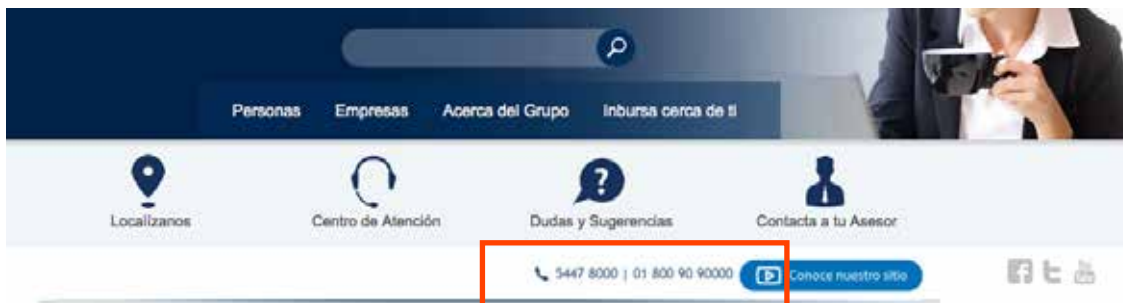 Personas Empresas Acerca del Grupo Inbursa cerca de ti
Localízanos Centro de Atención Dudas y Sugerencias Contacta a tu Asesor
5447 8000 | 01 800 90 90000 Conoce nuestro sitio